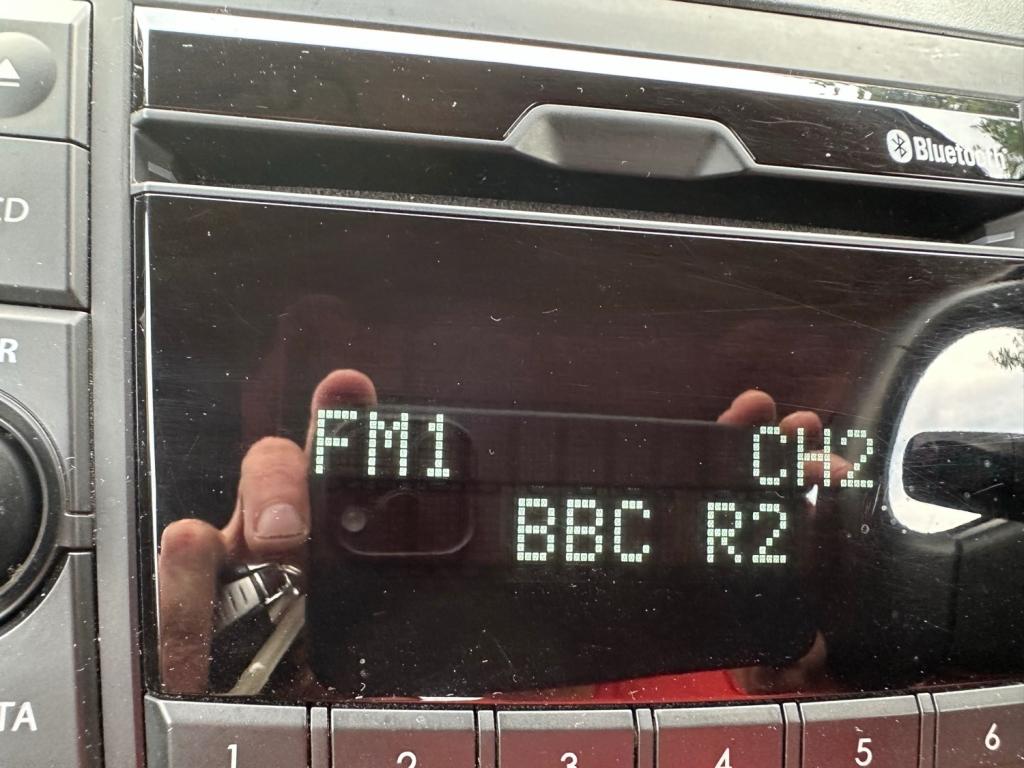 Bluetooth
CD
R
FM1 CH2
BBC R2
TA
1 2 3 4 5 6